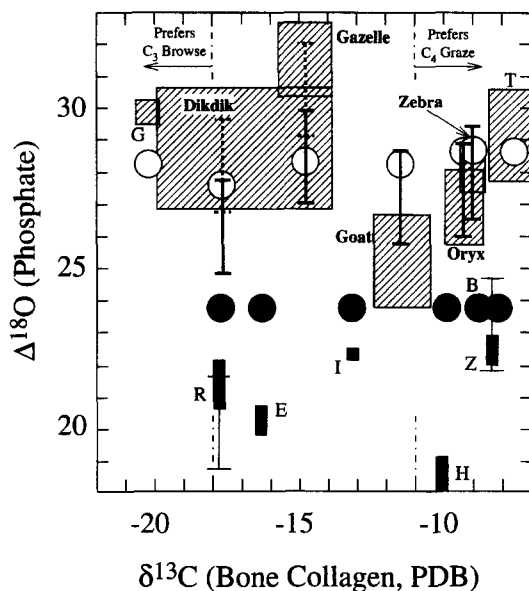 Prefers
C₃ Browse
Prefers
C₄ Graze
Gazelle
T
Dikdik
Zebra
G
Goat
Oryx
B
I
Z
R
E
H
30
25
20
Δ¹⁸O (Phosphate)
-20
-15
-10
δ¹³C (Bone Collagen, PDB)